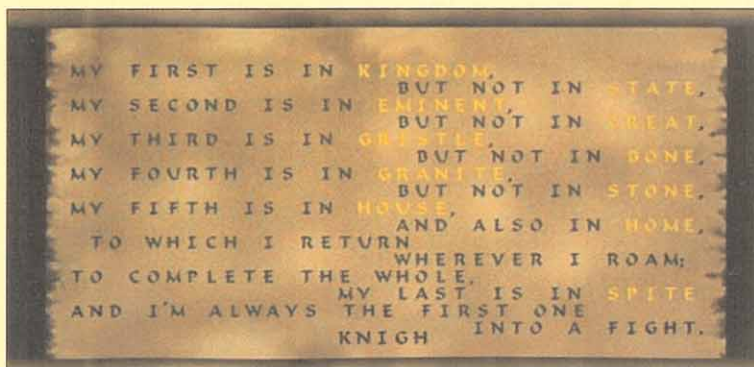 MY FIRST IS IN KINGDOM,
BUT NOT IN STATE,
MY SECOND IS IN EMINENT,
BUT NOT IN GREAT,
MY THIRD IS IN GRISTLE,
BUT NOT IN BONE,
MY FOURTH IS IN GRANITE,
BUT NOT IN STONE,
MY FIFTH IS IN HOUSE,
AND ALSO IN HOME,
TO WHICH I RETURN
WHEREVER I ROAM;
TO COMPLETE THE WHOLE,
MY LAST IS IN SPITE
AND I'M ALWAYS THE FIRST ONE
INTO A FIGHT.
KNIGH